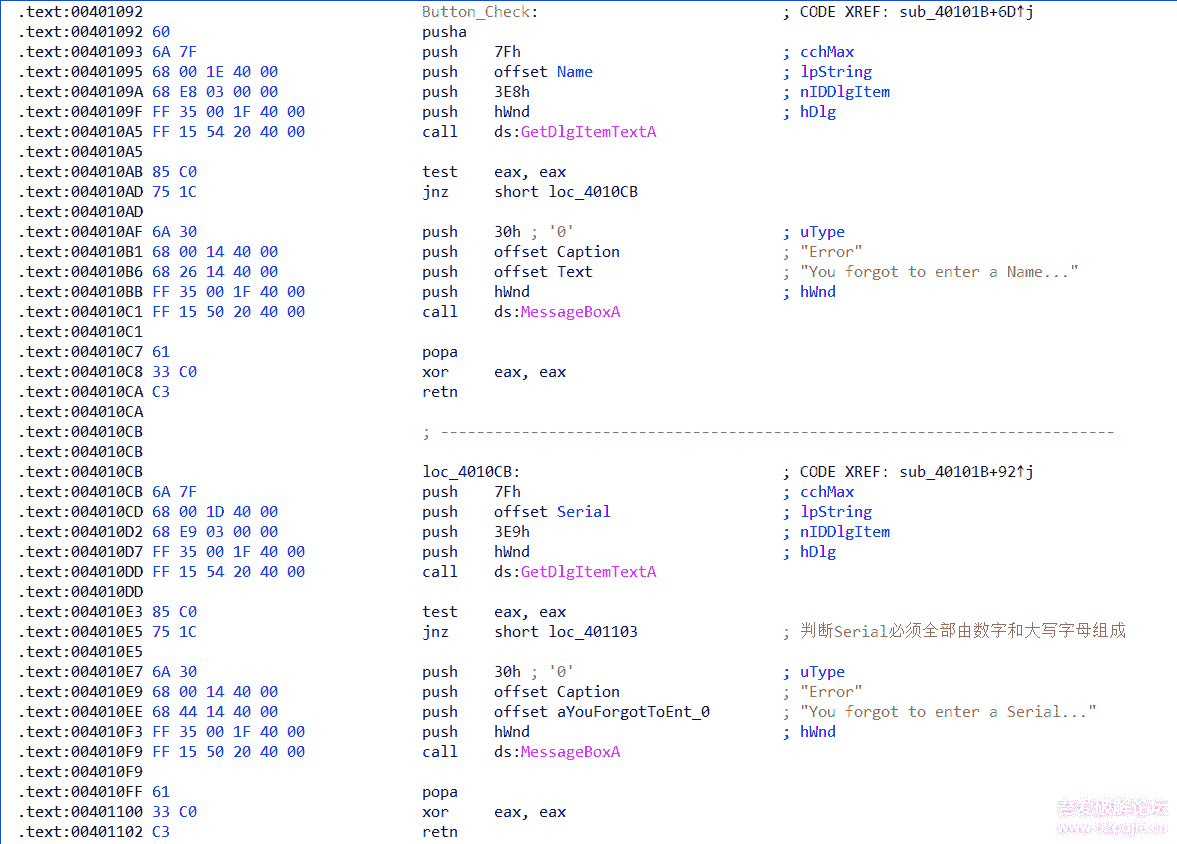 .text:00401092 Button_Check: ; CODE XREF: sub_40101B+6D↑j
.text:00401092 60 pusha
.text:00401093 6A 7F push 7Fh ; cchMax
.text:00401095 68 00 1E 40 00 push offset Name ; lpString
.text:0040109A 68 E8 03 00 00 push 3E8h ; nIDDlgItem
.text:0040109F FF 35 00 1F 40 00 push hWnd ; hDlg
.text:004010A5 FF 15 54 20 40 00 call ds:GetDlgItemTextA
.text:004010A5
.text:004010AB 85 C0 test eax, eax
.text:004010AD 75 1C jnz short loc_4010CB
.text:004010AD
.text:004010AF 6A 30 push 30h ; '0' ; uType
.text:004010B1 68 00 14 40 00 push offset Caption ; "Error"
.text:004010B6 68 26 14 40 00 push offset Text ; "You forgot to enter a Name..."
.text:004010BB FF 35 00 1F 40 00 push hWnd ; hWnd
.text:004010C1 FF 15 50 20 40 00 call ds:MessageBoxA
.text:004010C1
.text:004010C7 61 popa
.text:004010C8 33 C0 xor eax, eax
.text:004010CA C3 retn
.text:004010CA
.text:004010CB ; ---------------------------------------------------------------------------
.text:004010CB
.text:004010CB loc_4010CB: ; CODE XREF: sub_40101B+92↑j
.text:004010CB 6A 7F push 7Fh ; cchMax
.text:004010CD 68 00 1D 40 00 push offset Serial ; lpString
.text:004010D2 68 E9 03 00 00 push 3E9h ; nIDDlgItem
.text:004010D7 FF 35 00 1F 40 00 push hWnd ; hDlg
.text:004010DD FF 15 54 20 40 00 call ds:GetDlgItemTextA
.text:004010DD
.text:004010E3 85 C0 test eax, eax
.text:004010E5 75 1C jnz short loc_401103 ; 判断Serial必须全部由数字和大写字母组成
.text:004010E5
.text:004010E7 6A 30 push 30h ; '0' ; uType
.text:004010E9 68 00 14 40 00 push offset Caption ; "Error"
.text:004010EE 68 44 14 40 00 push offset aYouForgotToEnt_0 ; "You forgot to enter a Serial..."
.text:004010F3 FF 35 00 1F 40 00 push hWnd ; hWnd
.text:004010F9 FF 15 50 20 40 00 call ds:MessageBoxA
.text:004010F9
.text:004010FF 61 popa
.text:00401100 33 C0 xor eax, eax
.text:00401102 C3 retn
吾爱破解论坛
www.52pojie.cn